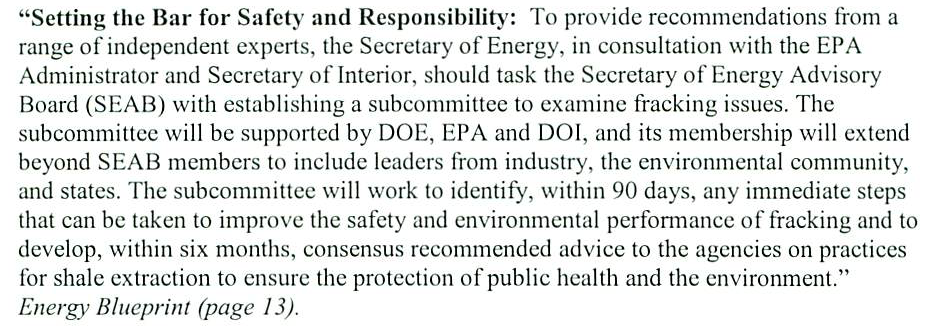 “Setting the Bar for Safety and Responsibility:  To provide recommendations from a
range of independent experts, the Secretary of Energy, in consultation with the EPA
Administrator and Secretary of Interior, should task the Secretary of Energy Advisory
Board (SEAB) with establishing a subcommittee to examine fracking issues. The
subcommittee will be supported by DOE, EPA and DOI, and its membership will extend
beyond SEAB members to include leaders from industry, the environmental community,
and states. The subcommittee will work to identify, within 90 days, any immediate steps
that can be taken to improve the safety and environmental performance of fracking and to
develop, within six months, consensus recommended advice to the agencies on practices
for shale extraction to ensure the protection of public health and the environment.”
Energy Blueprint (page 13).